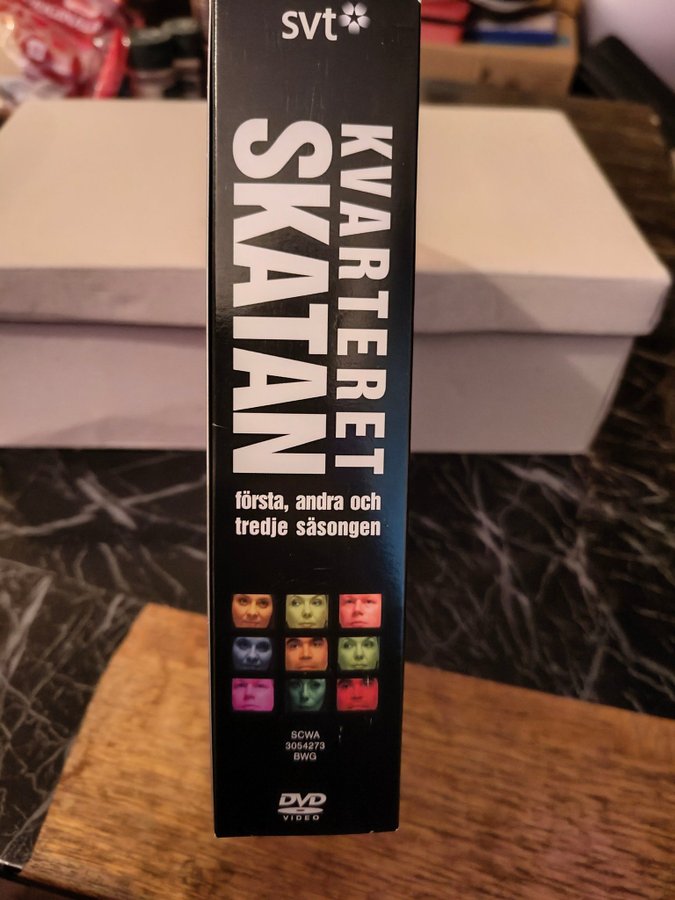 svt
KVARTERET
SKATAN
första, andra och
tredje säsongen
SCWA
3054273
BWG
DVD
VIDEO